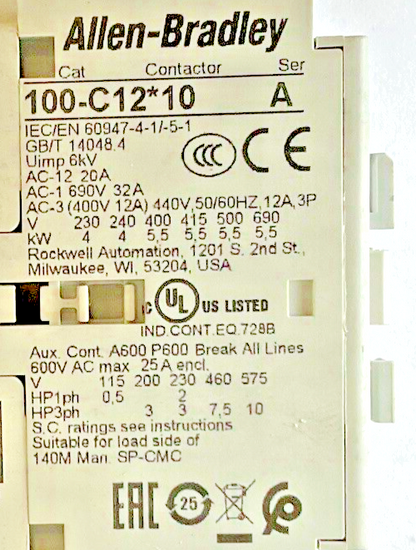 Allen-Bradley
Cat Contactor Ser
100-C12*10 A
IEC/EN 60947-4-1/-5-1
GB/T 14048.4
Uimp 6kV
AC-12 20A
AC-1 690V 32A
AC-3 (400V 12A) 440V,50/60HZ,12A,3P
V 230 240 400 415 500 690
kW 4 4 5,5 5,5 5,5 5,5
Rockwell Automation, 1201 S. 2nd St.,
Milwaukee, WI, 53204, USA
CCC CE
C UL US LISTED
IND.CONT.EQ.728B
Aux. Cont. A600 P600 Break All Lines
600V AC max 25A encl.
V 115 200 230 460 575
HP1ph 0,5 2
HP3ph 3 3 7,5 10
S.C. ratings see instructions
Suitable for load side of
140M Man. SP-CMC
EAC 25